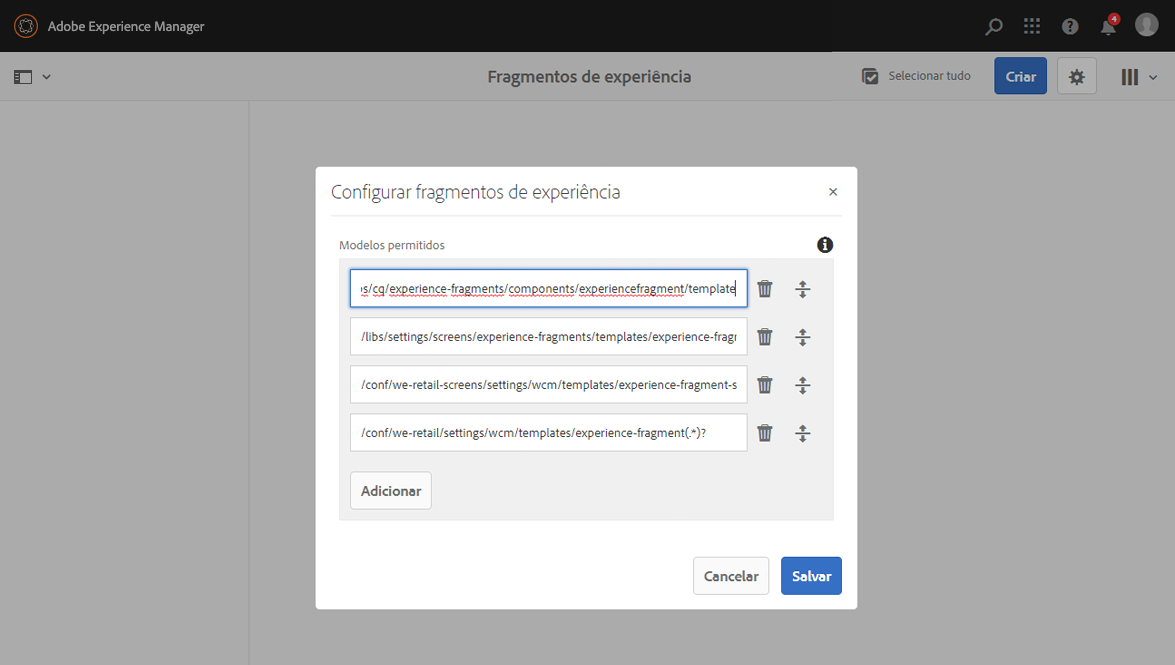 Adobe Experience Manager
4
Fragmentos de experiência
Selecionar tudo
Criar
Configurar fragmentos de experiência
Modelos permitidos
/cq/experience-fragments/components/experiencefragment/template
/libs/settings/screens/experience-fragments/templates/experience-fragr
/conf/we-retail-screens/settings/wcm/templates/experience-fragment-s
/conf/we-retail/settings/wcm/templates/experience-fragment(.*)?
Adicionar
Cancelar
Salvar